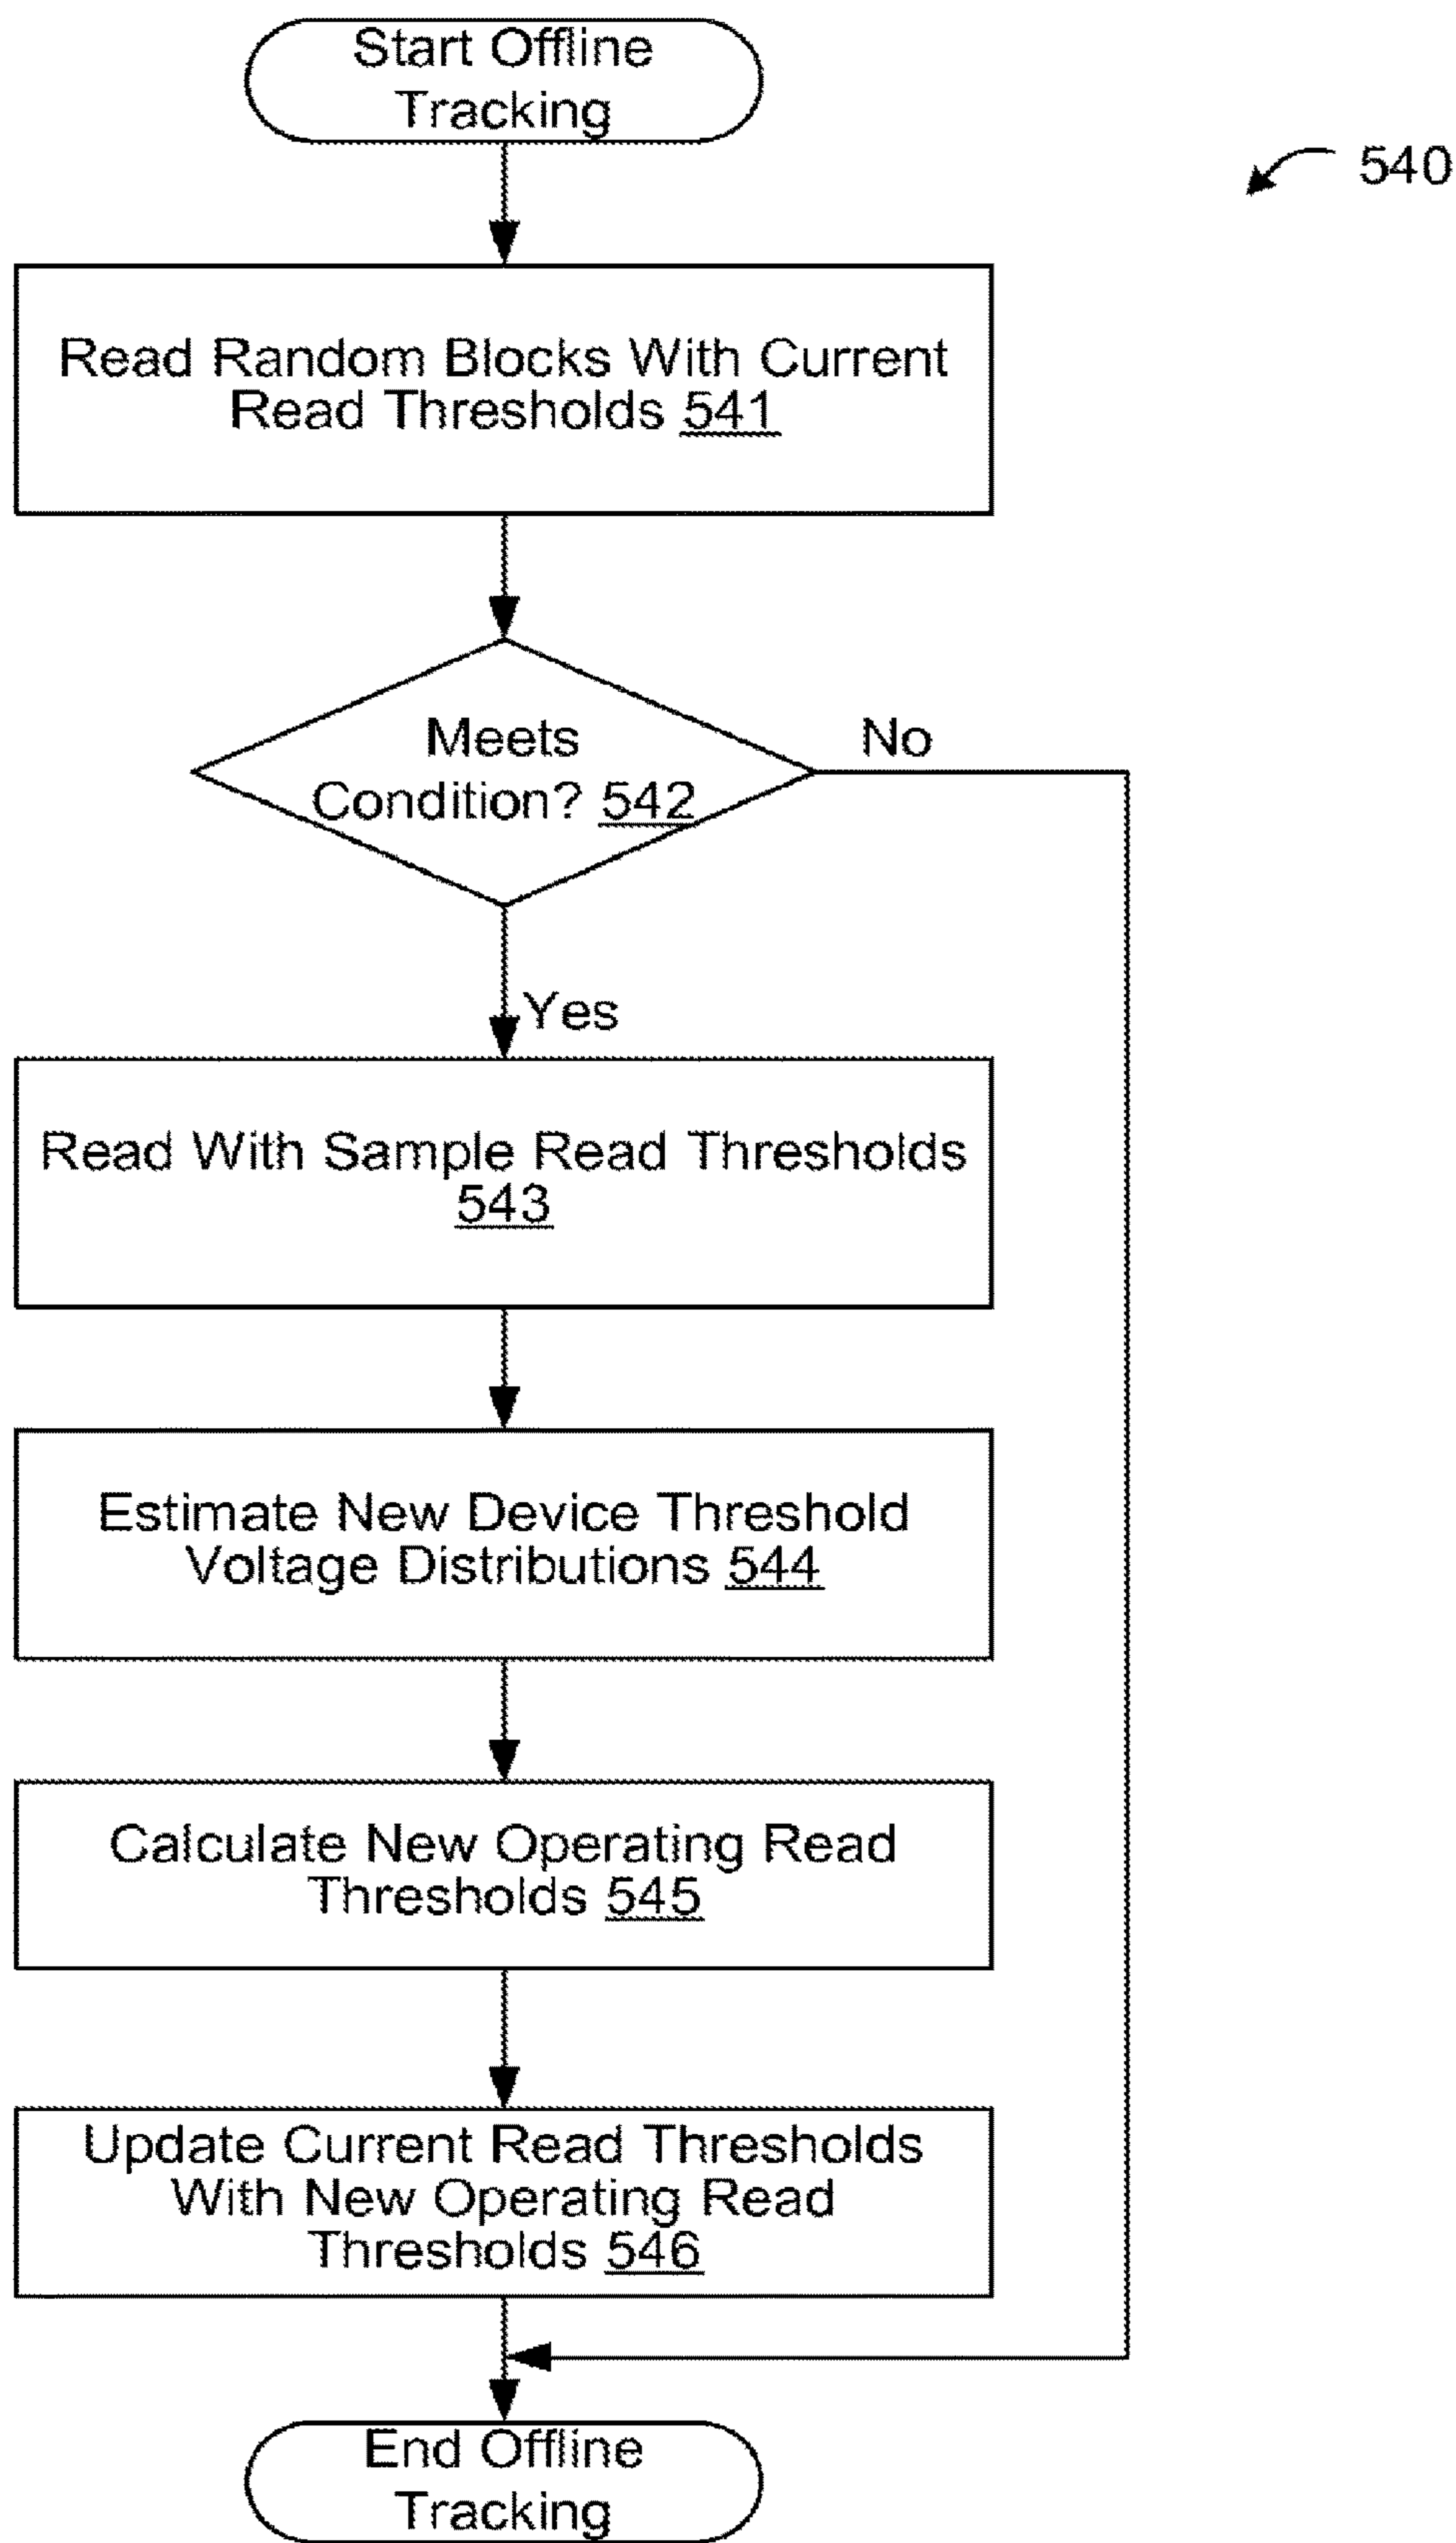 Start Offline
Tracking
540
Read Random Blocks With Current
Read Thresholds 541
Meets
Condition? 542
No
Yes
Read With Sample Read Thresholds
543
Estimate New Device Threshold
Voltage Distributions 544
Calculate New Operating Read
Thresholds 545
Update Current Read Thresholds
With New Operating Read
Thresholds 546
End Offline
Tracking